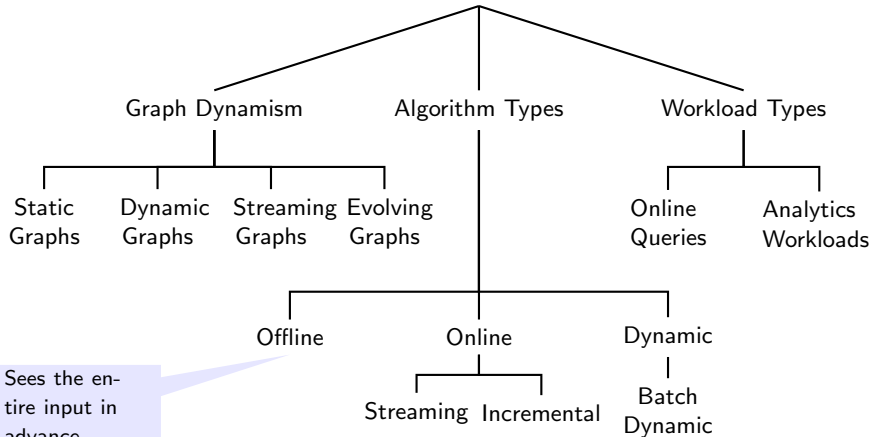 Graph Dynamism
Algorithm Types
Workload Types
Static
Graphs
Dynamic
Graphs
Streaming
Graphs
Evolving
Graphs
Online
Queries
Analytics
Workloads
Offline
Online
Dynamic
Sees the en-
tire input in
advance
Streaming
Incremental
Batch
Dynamic